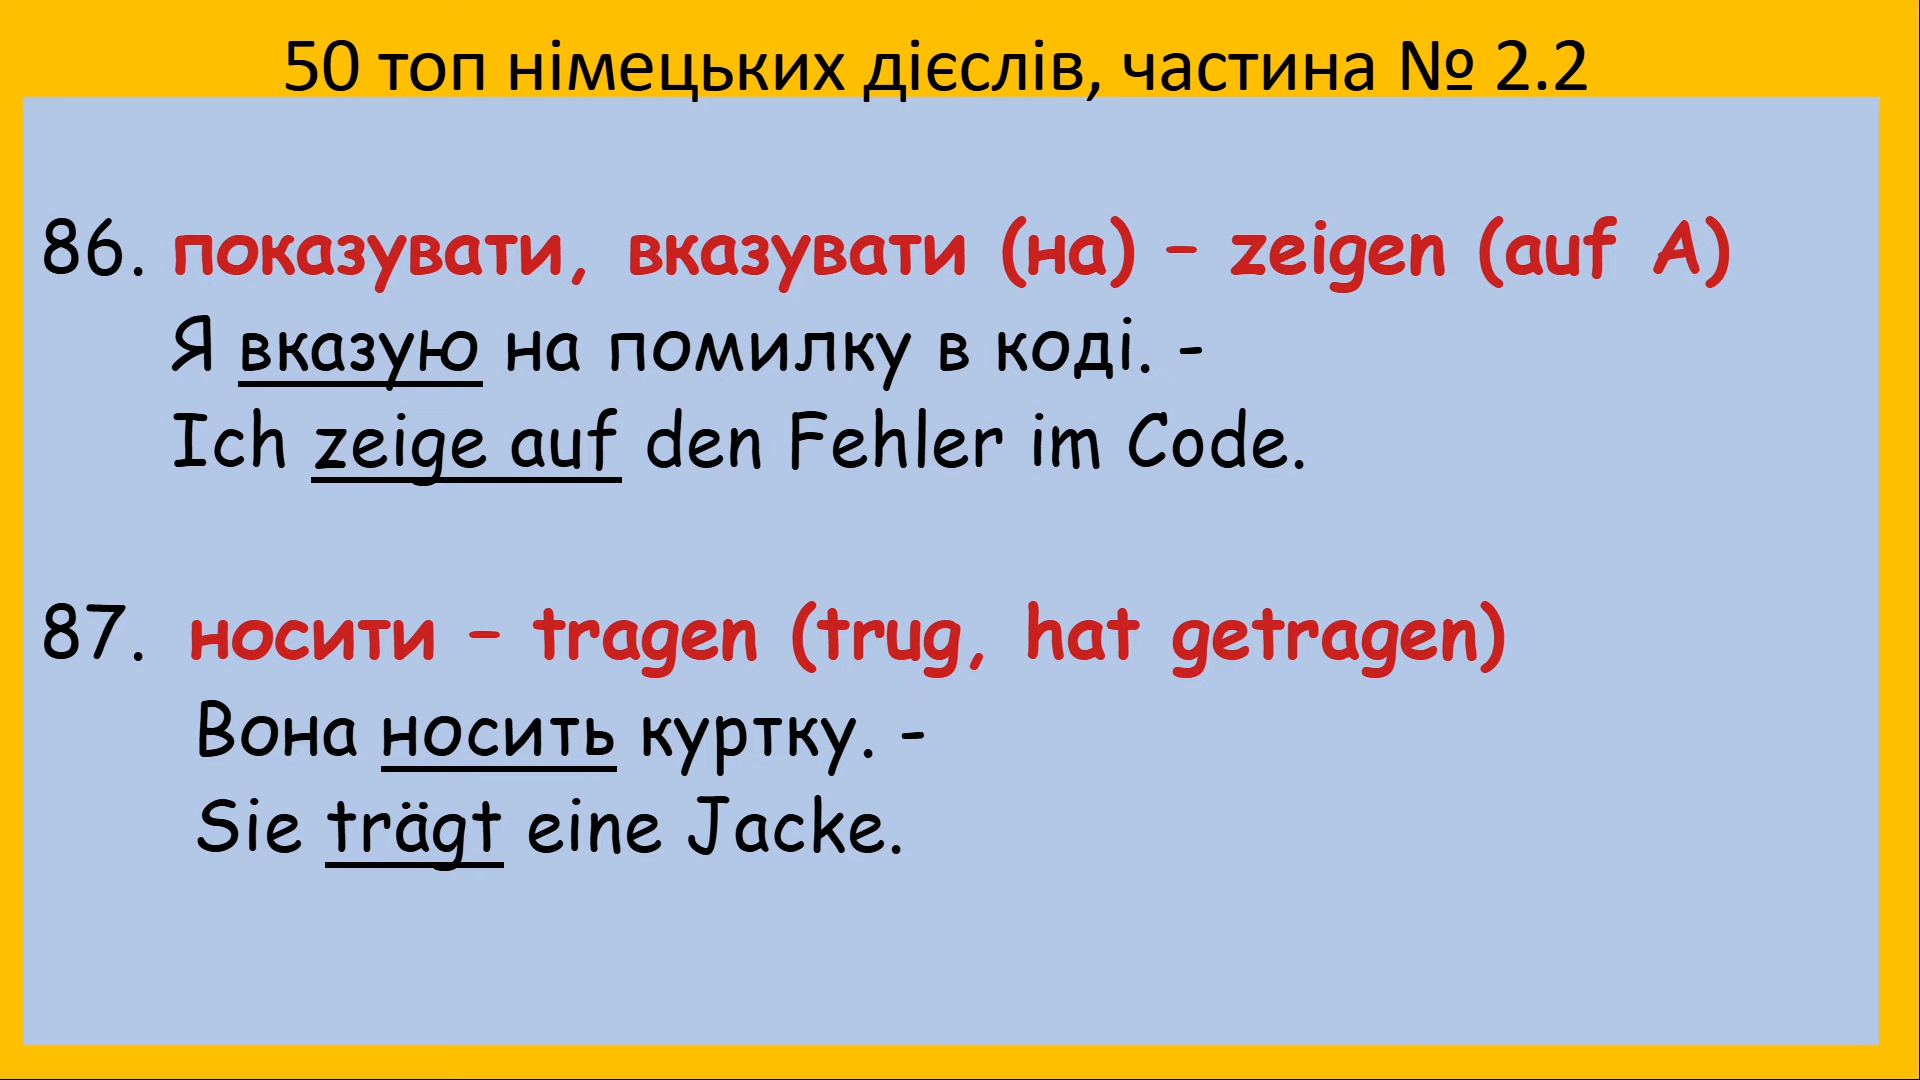 50 топ німецьких дієслів, частина № 2.2
86. показувати, вказувати (на) – zeigen (auf A)
Я вказую на помилку в коді. -
Ich zeige auf den Fehler im Code.
87. носити – tragen (trug, hat getragen)
Вона носить куртку. -
Sie trägt eine Jacke.